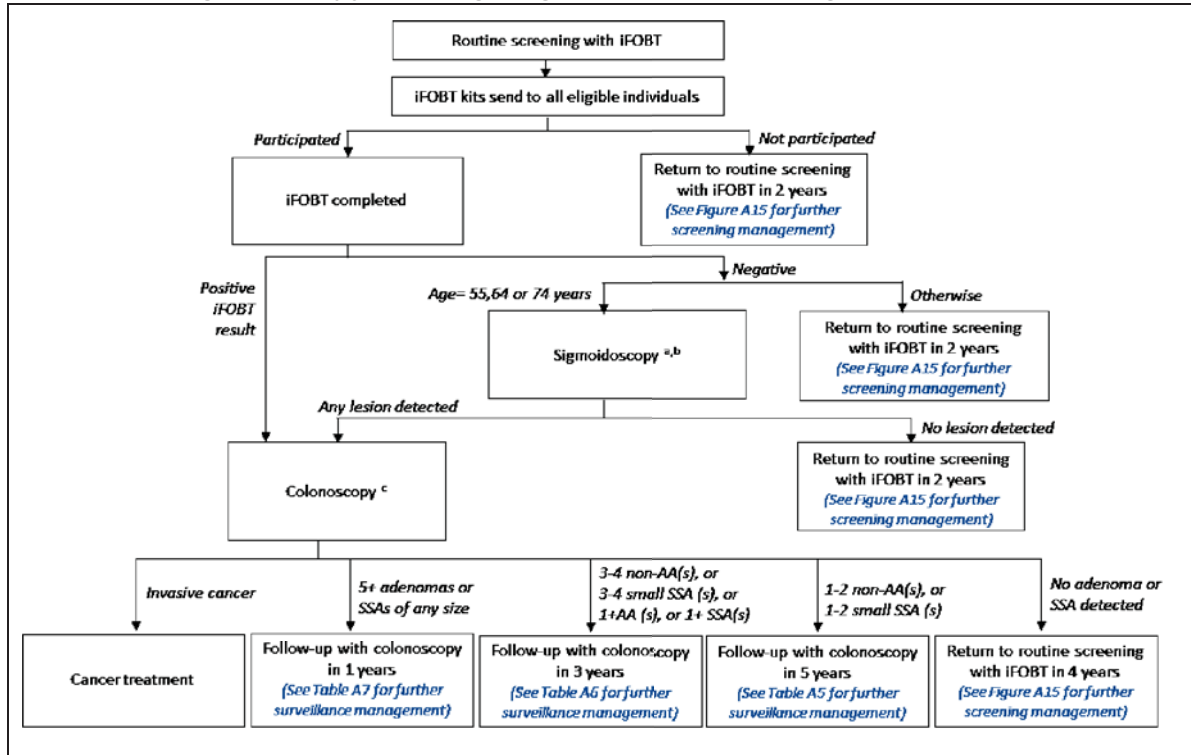 Routine screening with iFOBT
iFOBT kits send to all eligible individuals
Participated
Not participated
iFOBT completed
Return to routine screening
with iFOBT in 2 years
(See Figure A15 for further
screening management)
Positive
iFOBT
result
Negative
Age= 55,64 or 74 years
Otherwise
Sigmoidoscopy a,b
Return to routine screening
with iFOBT in 2 years
(See Figure A15 for further
screening management)
Any lesion detected
No lesion detected
Colonoscopy c
Return to routine screening
with iFOBT in 2 years
(See Figure A15 for further
screening management)
Invasive cancer
5+ adenomas or
SSAs of any size
3-4 non-AA(s), or
3-4 small SSA (s), or
1+AA (s), or 1+ SSA(s)
1-2 non-AA(s), or
1-2 small SSA (s)
No adenoma or
SSA detected
Cancer treatment
Follow-up with colonoscopy
in 1 years
(See Table A7 for further
surveillance management)
Follow-up with colonoscopy
in 3 years
(See Table A6 for further
surveillance management)
Follow-up with colonoscopy
in 5 years
(See Table A5 for further
surveillance management)
Return to routine screening
with iFOBT in 4 years
(See Figure A15 for further
screening management)